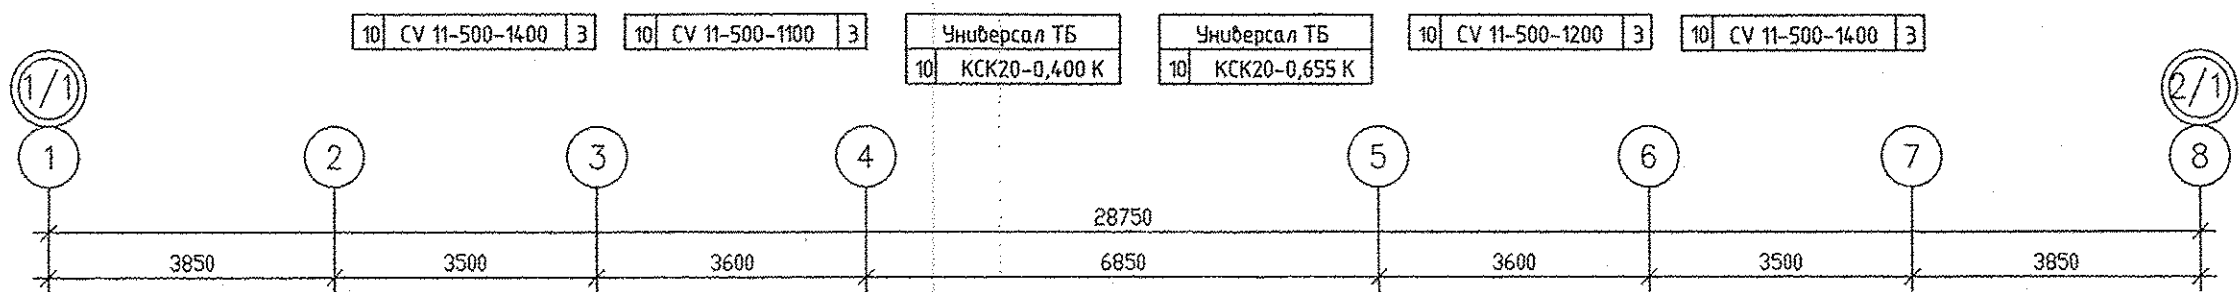 10 CV 11-500-1400 3 10 CV 11-500-1100 3 Универсал ТБ Универсал ТБ 10 CV 11-500-1200 3 10 CV 11-500-1400 3
10 КСК20-0,400 К 10 КСК20-0,655 К
1/1 2/1
1 2 3 4 5 6 7 8
28750
3850 3500 3600 6850 3600 3500 3850